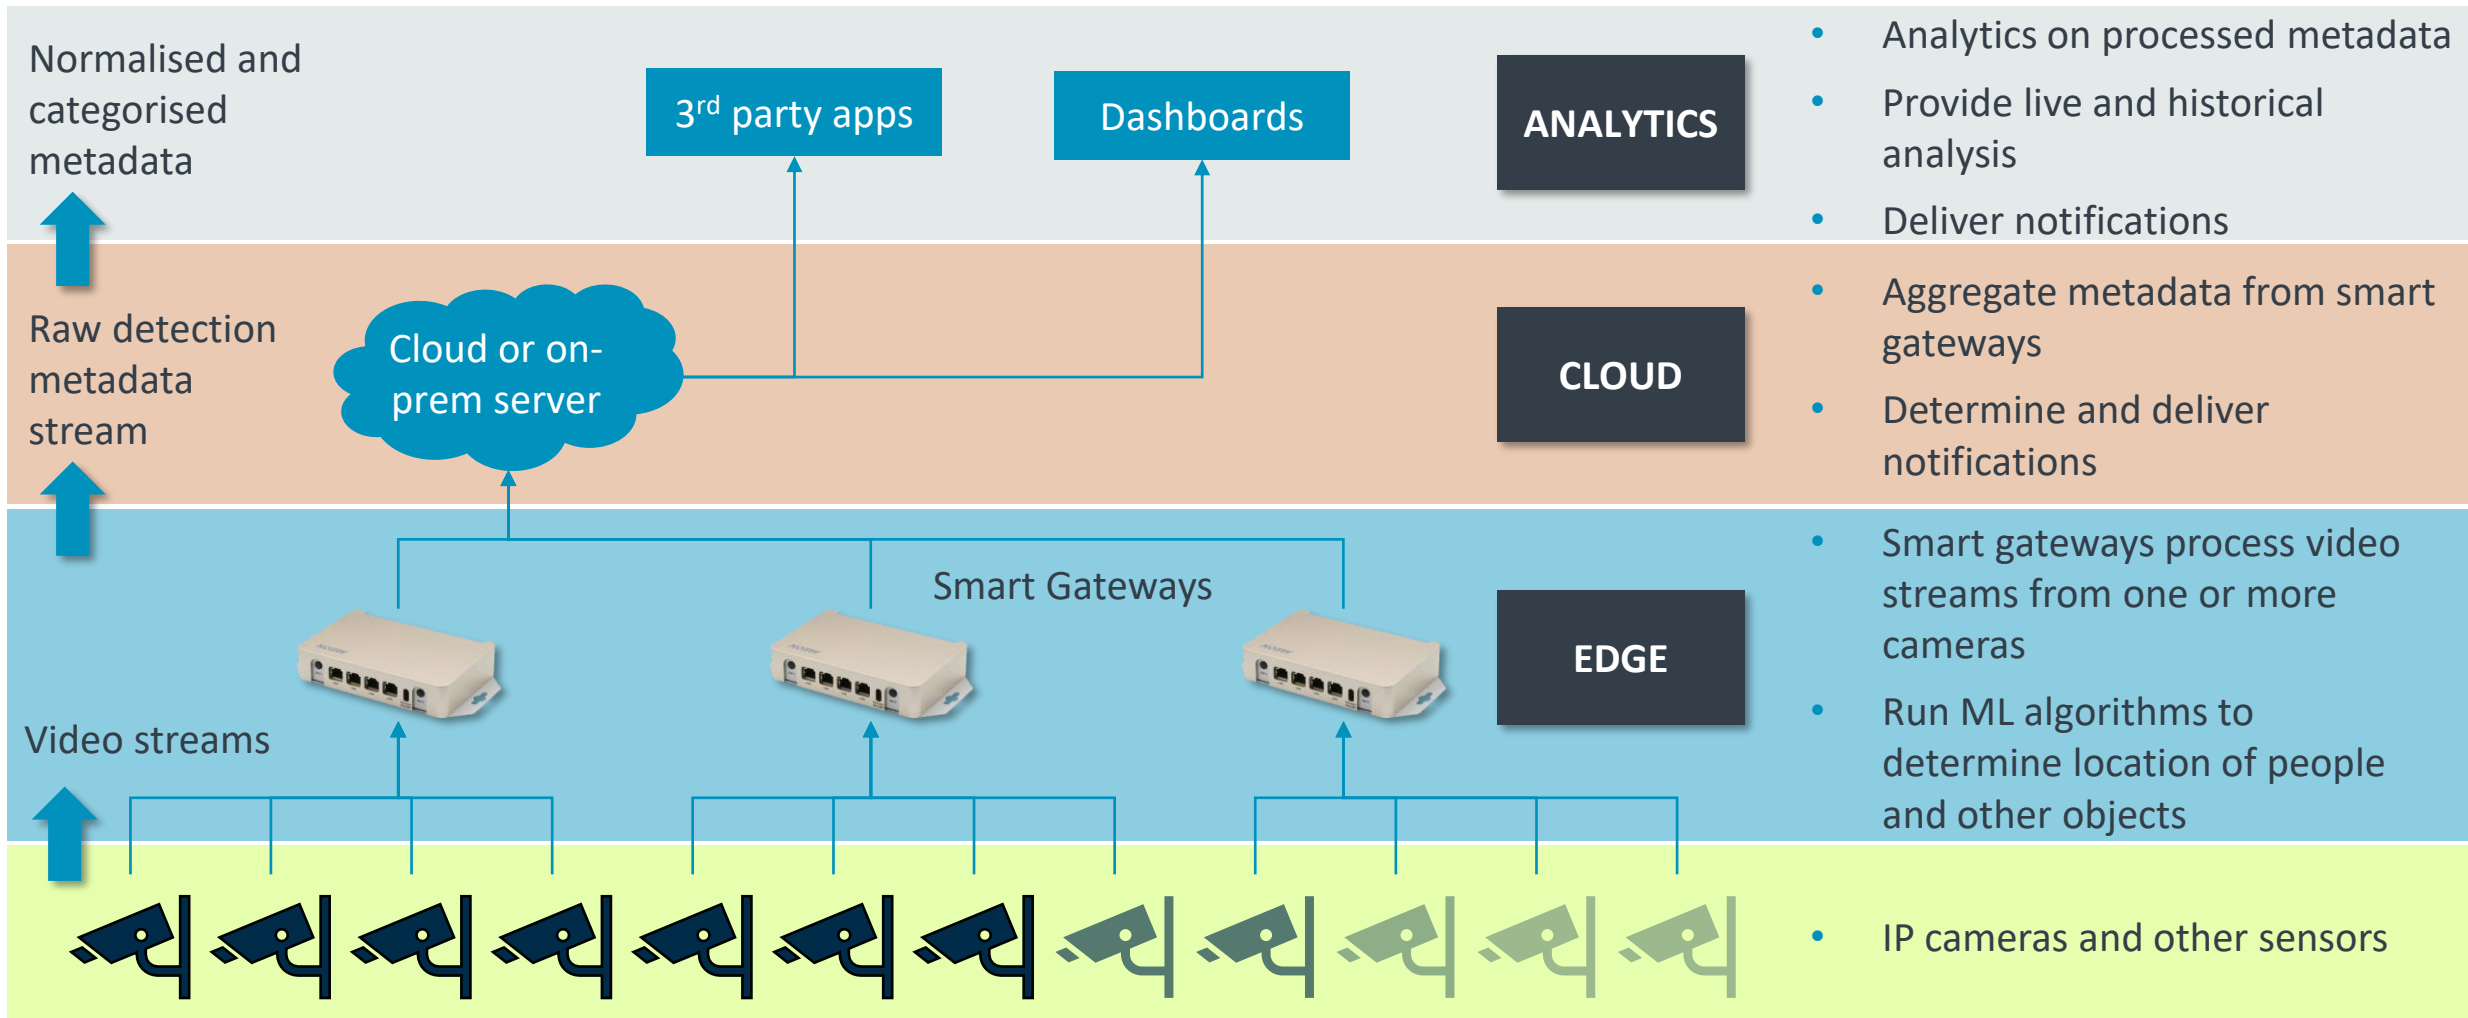 Normalised and
categorised
metadata
3rd party apps
Dashboards
ANALYTICS
• Analytics on processed metadata
• Provide live and historical
analysis
• Deliver notifications
Raw detection
metadata
stream
Cloud or on-
prem server
CLOUD
• Aggregate metadata from smart
gateways
• Determine and deliver
notifications
Video streams
Smart Gateways
EDGE
• Smart gateways process video
streams from one or more
cameras
• Run ML algorithms to
determine location of people
and other objects
• IP cameras and other sensors